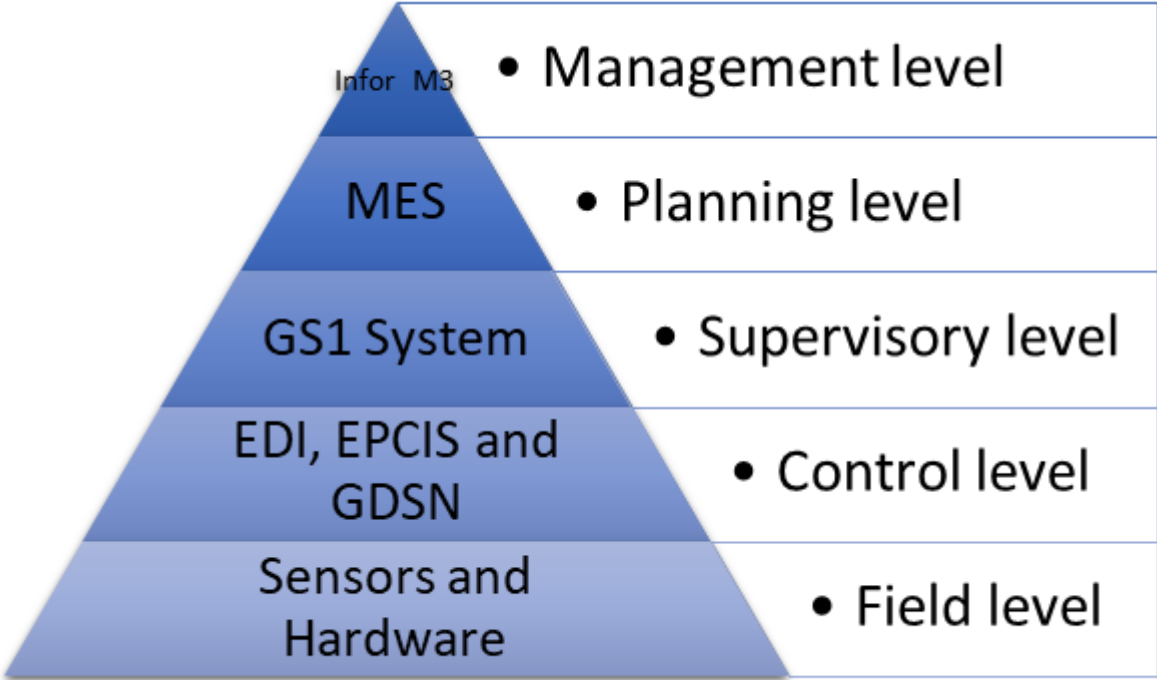 Infor M3
• Management level
MES
• Planning level
GS1 System
• Supervisory level
EDI, EPCIS and
GDSN
• Control level
Sensors and
Hardware
• Field level